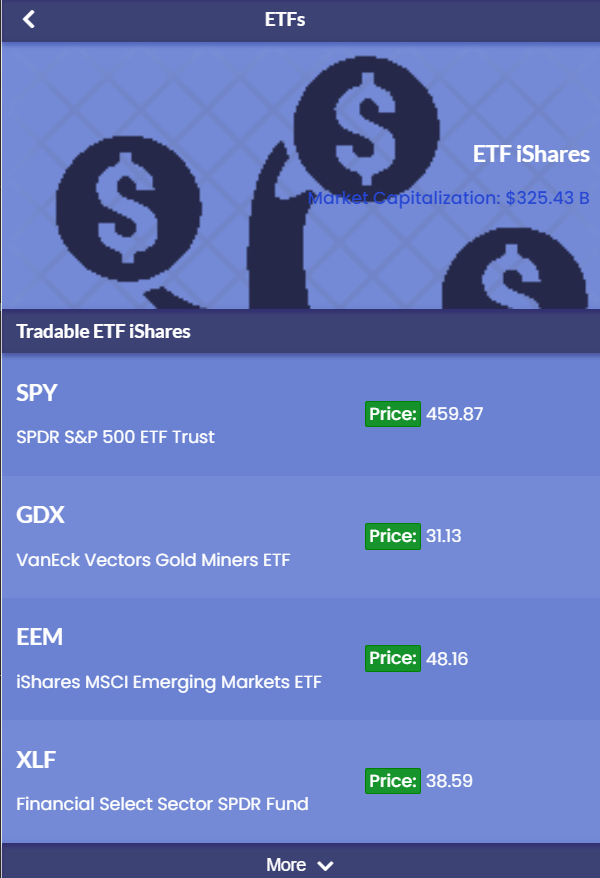 ETFs
ETF iShares
Market Capitalization: $325.43 B
Tradable ETF iShares
SPY
Price: 459.87
SPDR S&P 500 ETF Trust
GDX
Price: 31.13
VanEck Vectors Gold Miners ETF
EEM
Price: 48.16
iShares MSCI Emerging Markets ETF
XLF
Price: 38.59
Financial Select Sector SPDR Fund
More